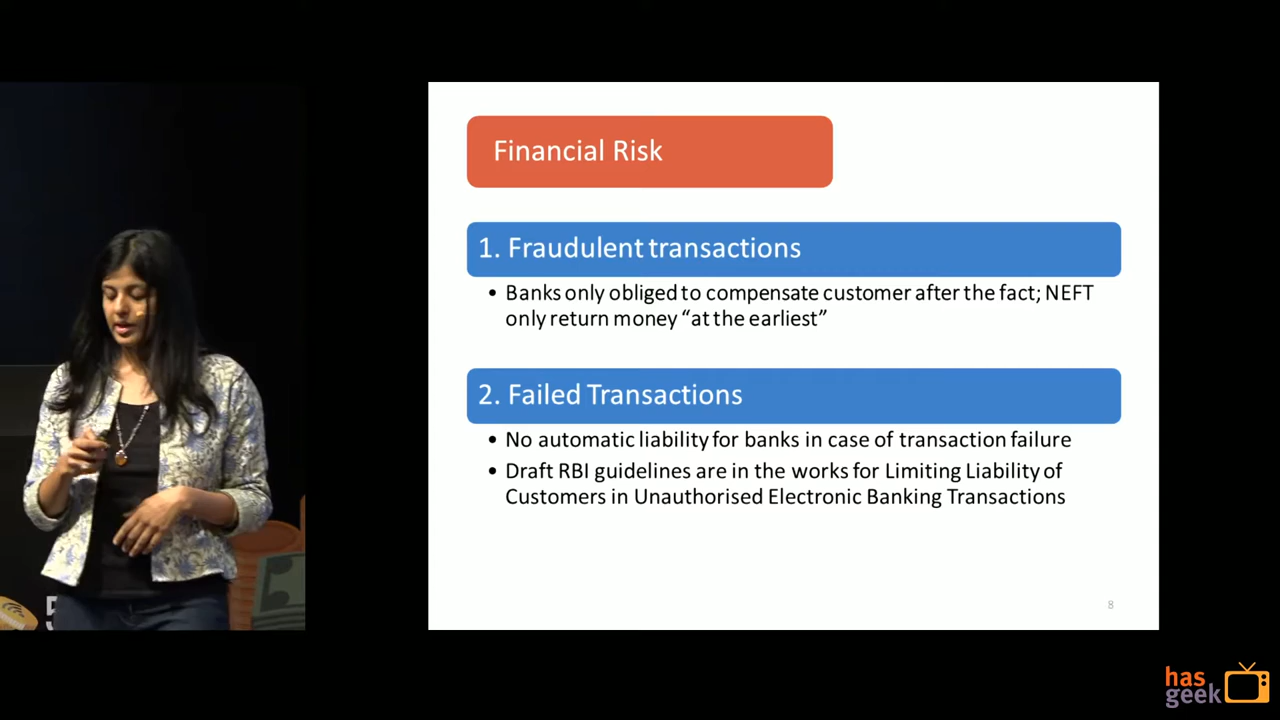 Financial Risk
1. Fraudulent transactions
• Banks only obliged to compensate customer after the fact; NEFT
only return money “at the earliest”
2. Failed Transactions
• No automatic liability for banks in case of transaction failure
• Draft RBI guidelines are in the works for Limiting Liability of
Customers in Unauthorised Electronic Banking Transactions
8
5
has
geek